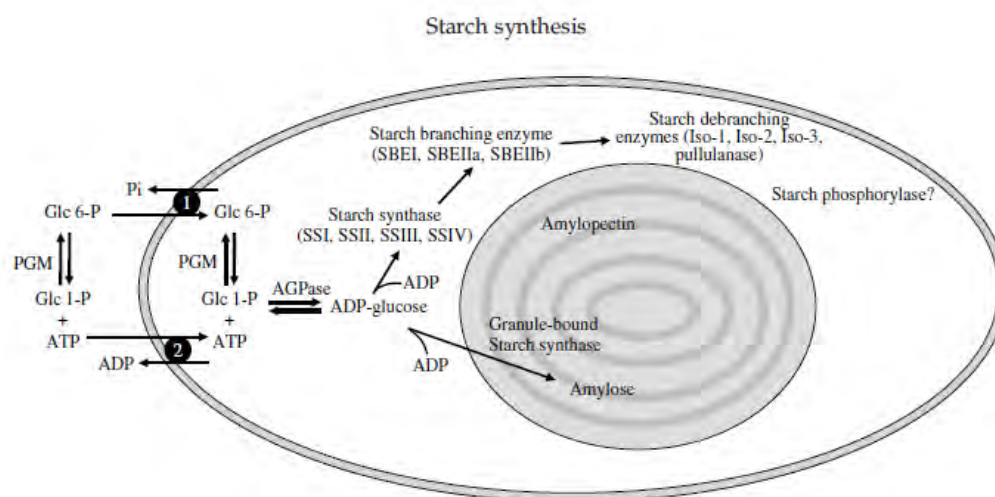 Starch synthesis
Starch branching enzyme
(SBEI, SBEIIa, SBEIIb)
Starch debranching
enzymes (Iso-1, Iso-2, Iso-3,
pullulanase)
Starch phosphorylase?
Pi
1
Glc 6-P
Glc 6-P
Starch synthase
(SSI, SSII, SSIII, SSIV)
Amylopectin
PGM
PGM
Glc 1-P
+
ATP
Glc 1-P
+
ATP
AGPase
ADP
ADP-glucose
2
ADP
ADP
Granule-bound
Starch synthase
Amylose